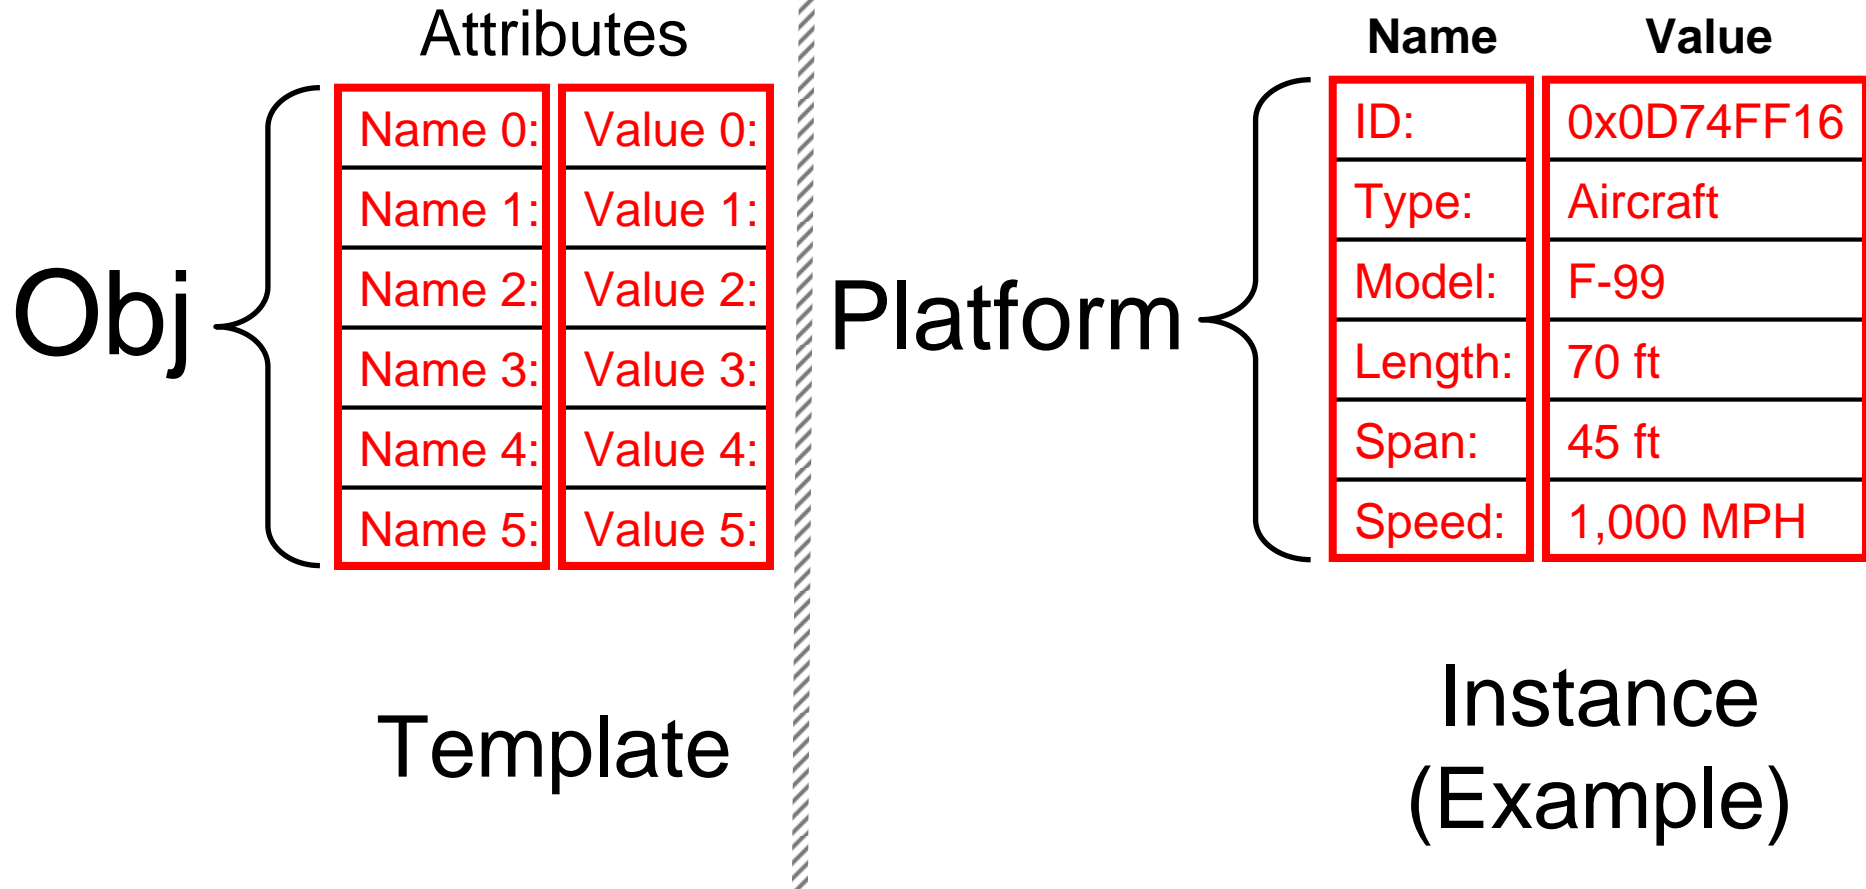 Attributes
Obj
Name 0: Value 0:
Name 1: Value 1:
Name 2: Value 2:
Name 3: Value 3:
Name 4: Value 4:
Name 5: Value 5:
Template
Name Value
Platform
ID: 0x0D74FF16
Type: Aircraft
Model: F-99
Length: 70 ft
Span: 45 ft
Speed: 1,000 MPH
Instance
(Example)